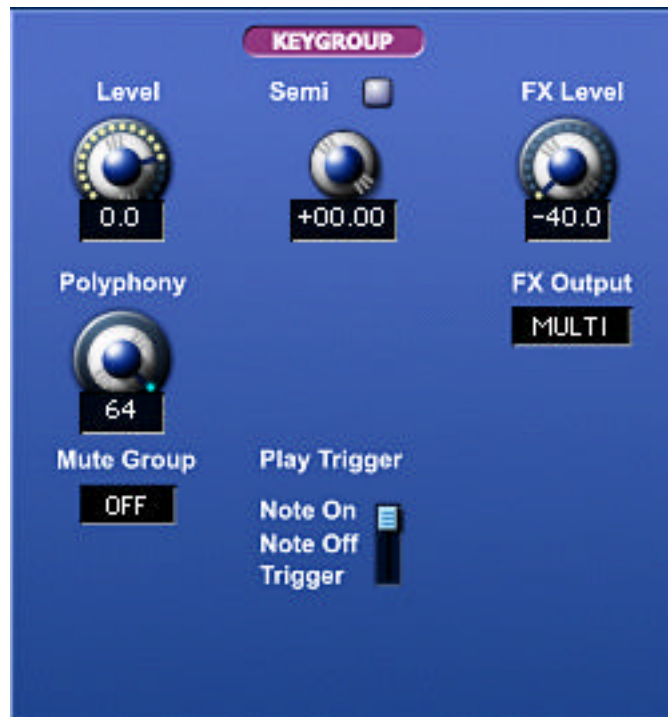 KEYGROUP
Level Semi FX Level
0.0 +00.00 -40.0
Polyphony FX Output
MULTI
64
Mute Group Play Trigger
OFF
Note On
Note Off
Trigger